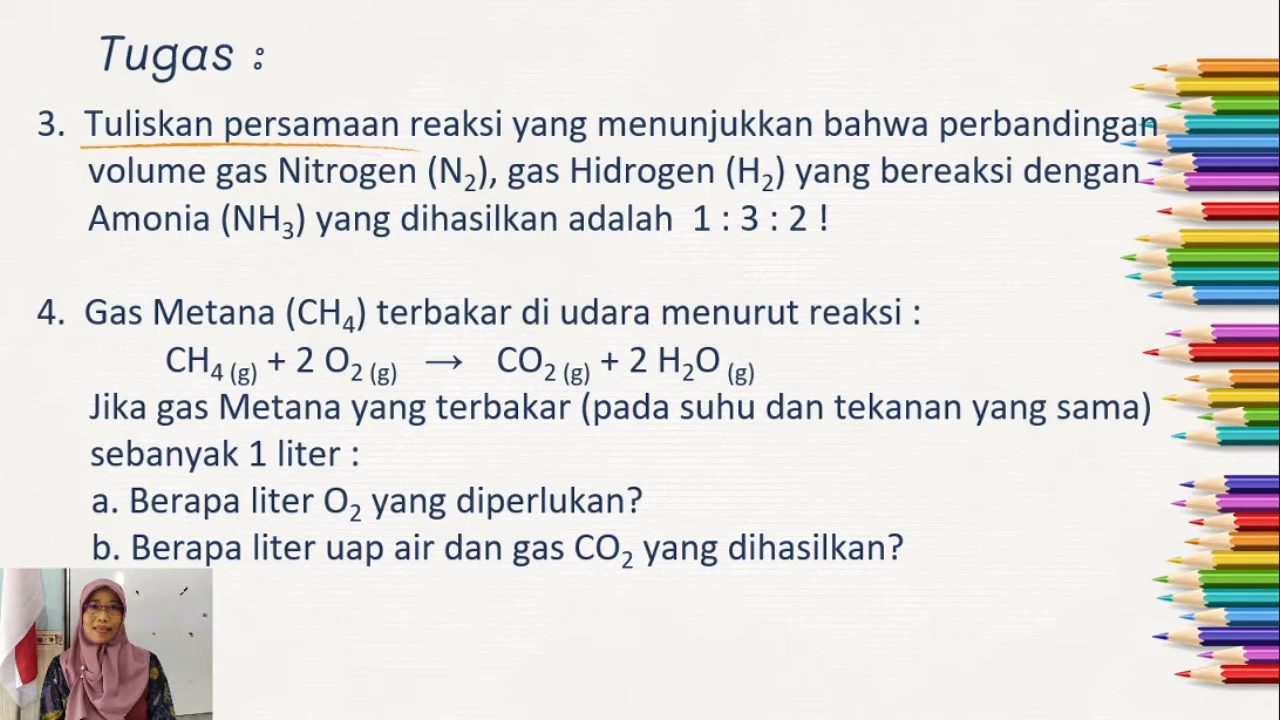 Tugas :
3. Tuliskan persamaan reaksi yang menunjukkan bahwa perbandingan
volume gas Nitrogen (N₂), gas Hidrogen (H₂) yang bereaksi dengan
Amonia (NH₃) yang dihasilkan adalah 1 : 3 : 2 !
4. Gas Metana (CH₄) terbakar di udara menurut reaksi :
CH₄ (g) + 2 O₂ (g) → CO₂ (g) + 2 H₂O (g)
Jika gas Metana yang terbakar (pada suhu dan tekanan yang sama)
sebanyak 1 liter :
a. Berapa liter O₂ yang diperlukan?
b. Berapa liter uap air dan gas CO₂ yang dihasilkan?